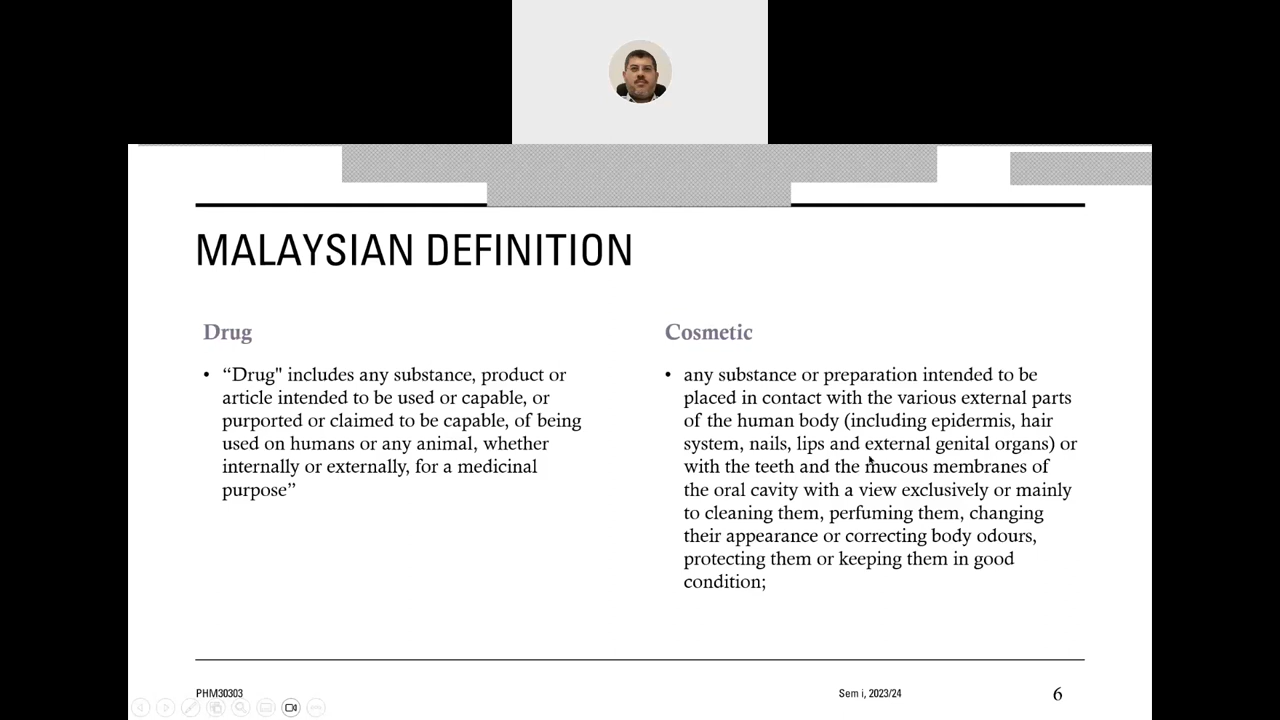 MALAYSIAN DEFINITION
Drug
• “Drug" includes any substance, product or
article intended to be used or capable, or
purported or claimed to be capable, of being
used on humans or any animal, whether
internally or externally, for a medicinal
purpose”
Cosmetic
• any substance or preparation intended to be
placed in contact with the various external parts
of the human body (including epidermis, hair
system, nails, lips and external genital organs) or
with the teeth and the mucous membranes of
the oral cavity with a view exclusively or mainly
to cleaning them, perfuming them, changing
their appearance or correcting body odours,
protecting them or keeping them in good
condition;
PHM30303
Sem i, 2023/24
6